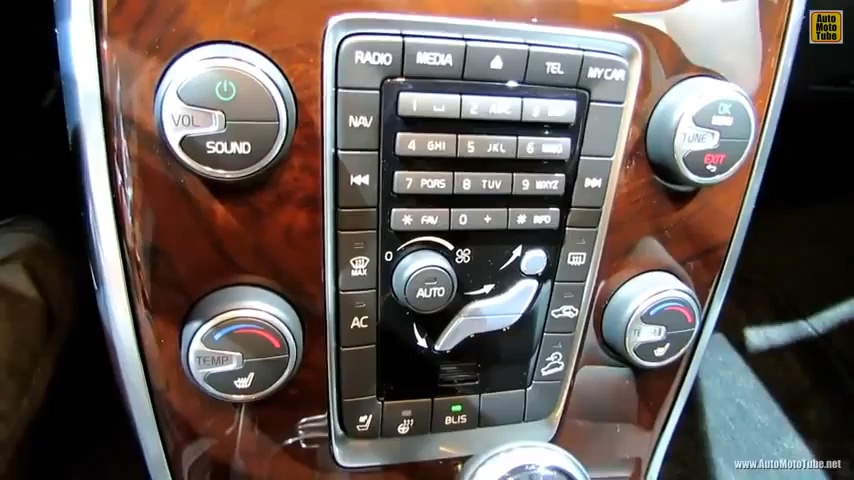 Auto
Moto
Tube
RADIO
MEDIA
TEL
MY CAR
VOL
SOUND
OK
MENU
TUNE
EXIT
NAV
1
2 ABC
3 DEF
4 GHI
5 JKL
6 MNO
7 PQRS
8 TUV
9 WXYZ
* FAV
0 +
# INFO
0
MAX
AUTO
AC
TEMP
TEMP
BLIS
www.AutoMotoTube.net